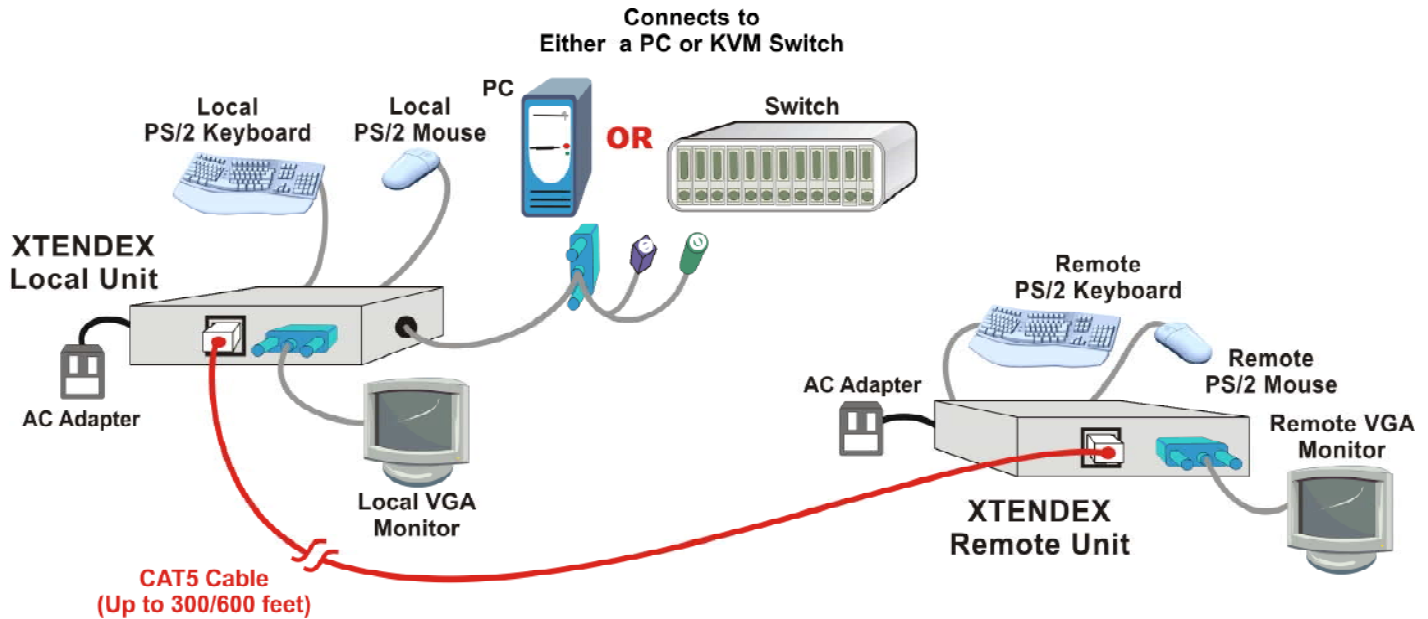 Connects to
Either a PC or KVM Switch
PC
OR
Switch
Local
PS/2 Keyboard
Local
PS/2 Mouse
XTENDEX
Local Unit
AC Adapter
Local VGA
Monitor
CAT5 Cable
(Up to 300/600 feet)
Remote
PS/2 Keyboard
Remote
PS/2 Mouse
AC Adapter
Remote VGA
Monitor
XTENDEX
Remote Unit